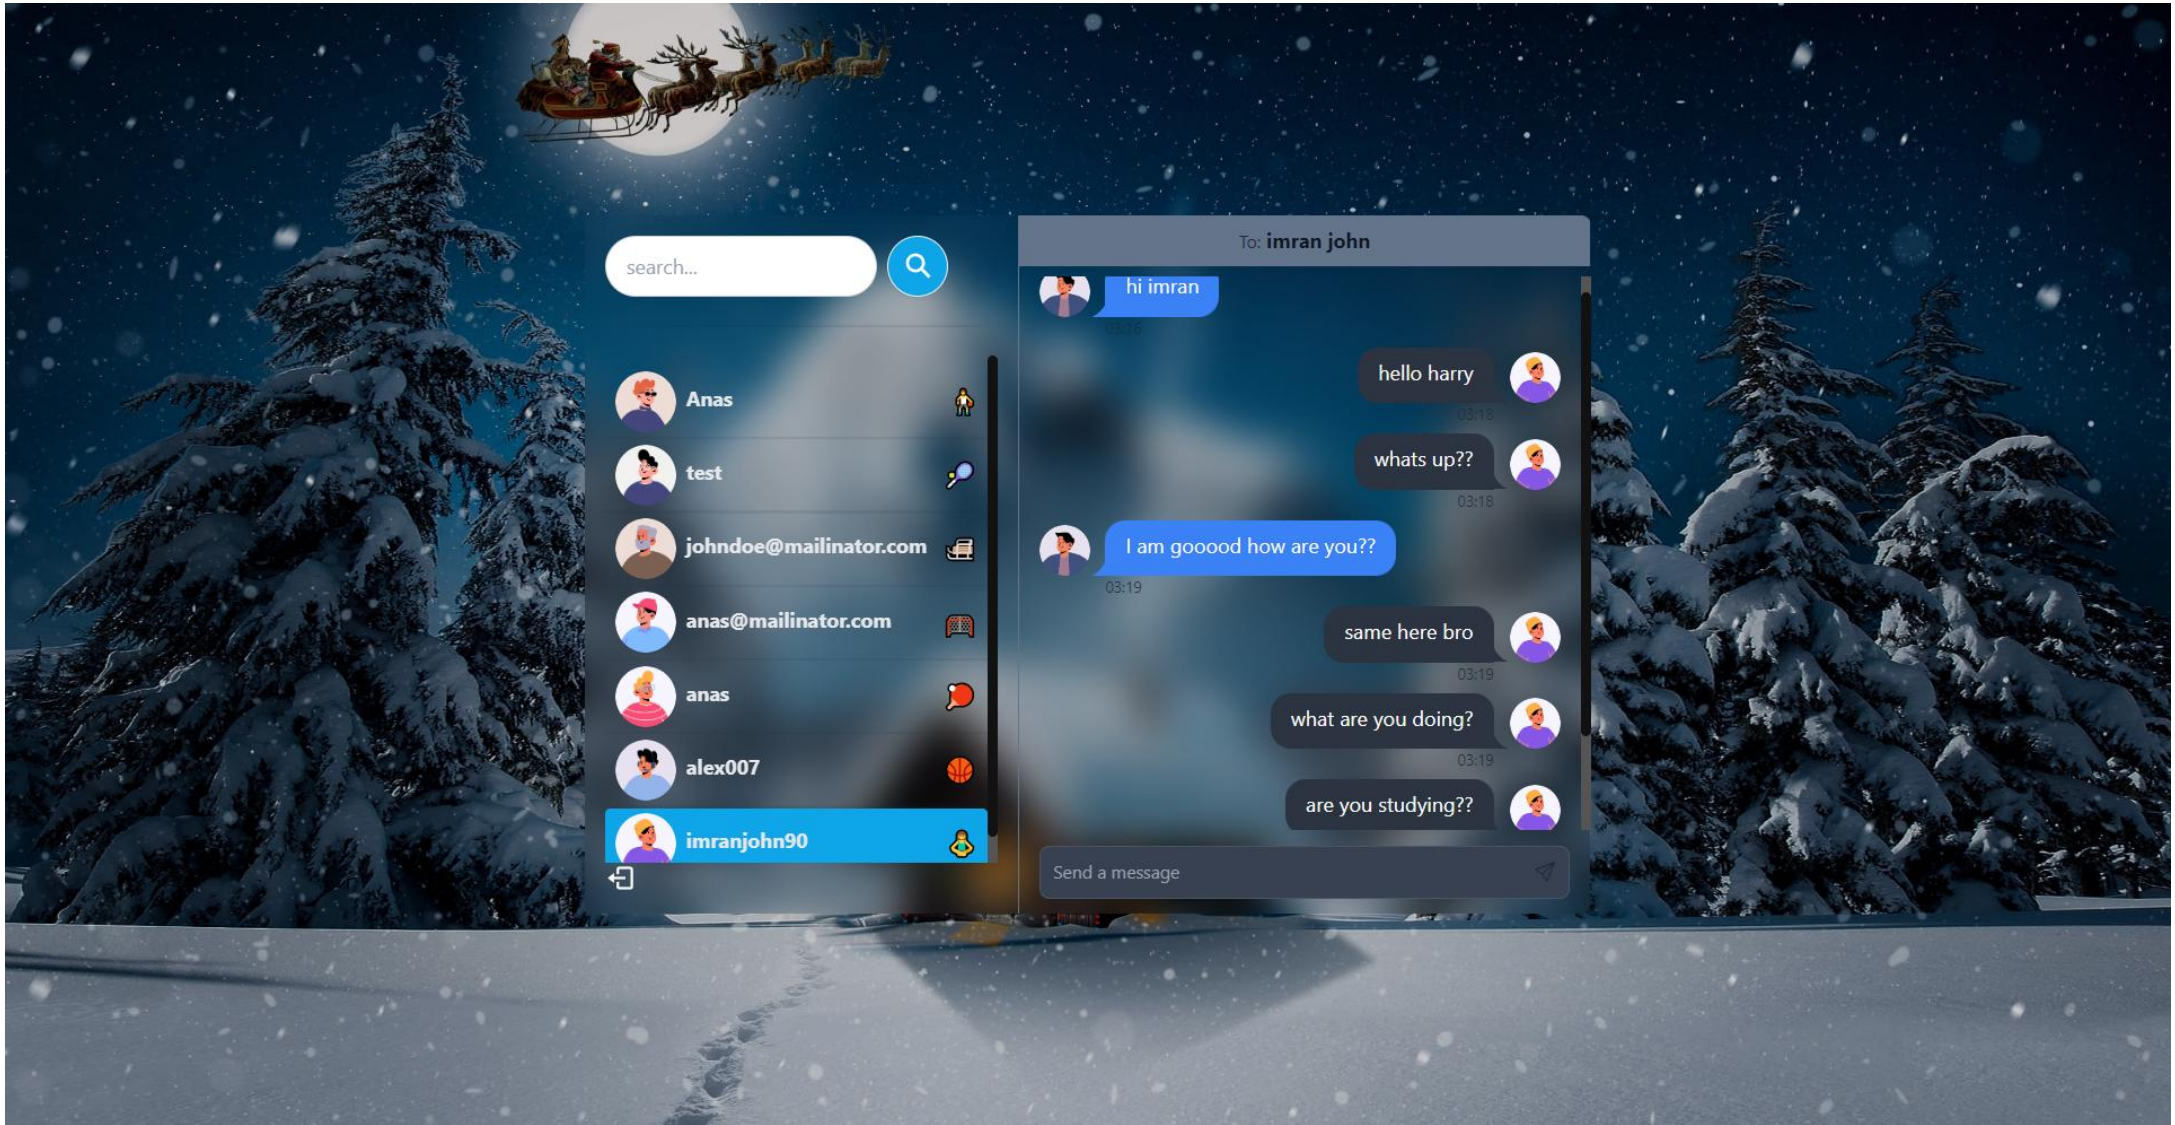 search...
Anas
test
johndoe@mailinator.com
anas@mailinator.com
anas
alex007
imranjohn90
To: imran john
hi imran
03:16
hello harry
03:18
whats up??
03:18
I am gooood how are you??
03:19
same here bro
03:19
what are you doing?
03:19
are you studying??
Send a message